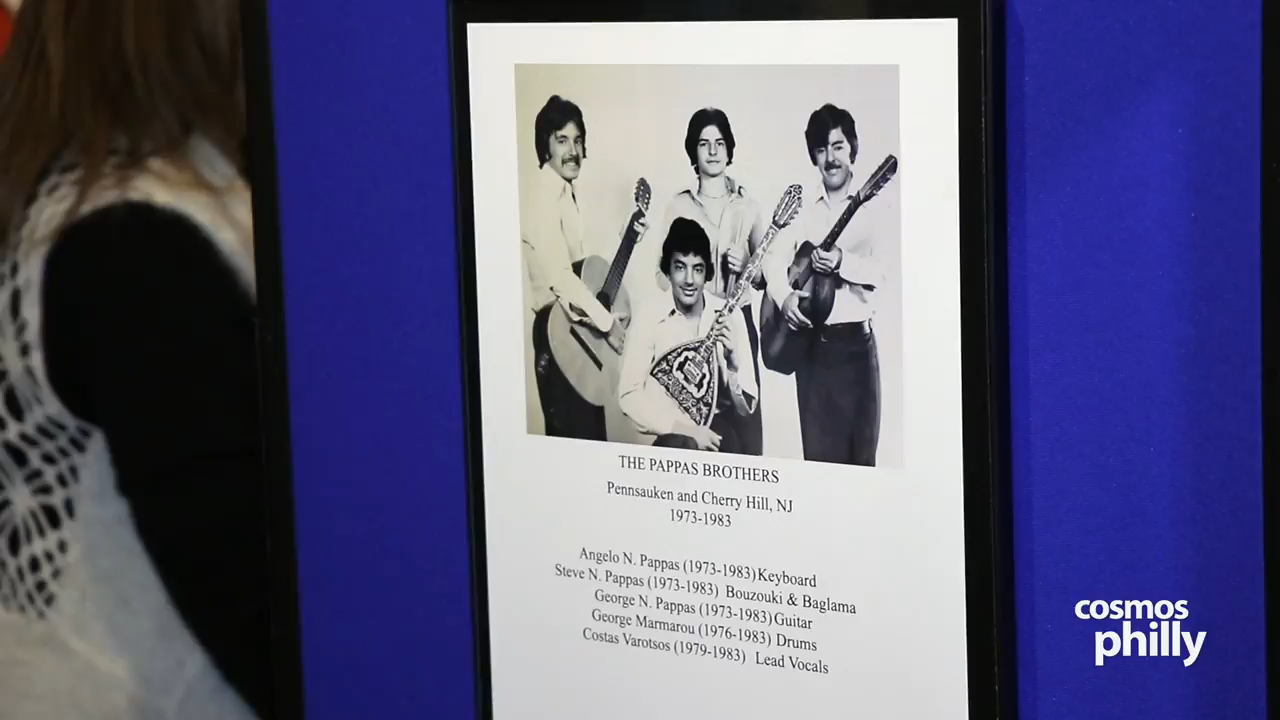 THE PAPPAS BROTHERS
Pennsauken and Cherry Hill, NJ
1973-1983
Angelo N. Pappas (1973-1983) Keyboard
Steve N. Pappas (1973-1983) Bouzouki & Baglama
George N. Pappas (1973-1983) Guitar
George Marmarou (1976-1983) Drums
Costas Varotsos (1979-1983) Lead Vocals
cosmos
philly